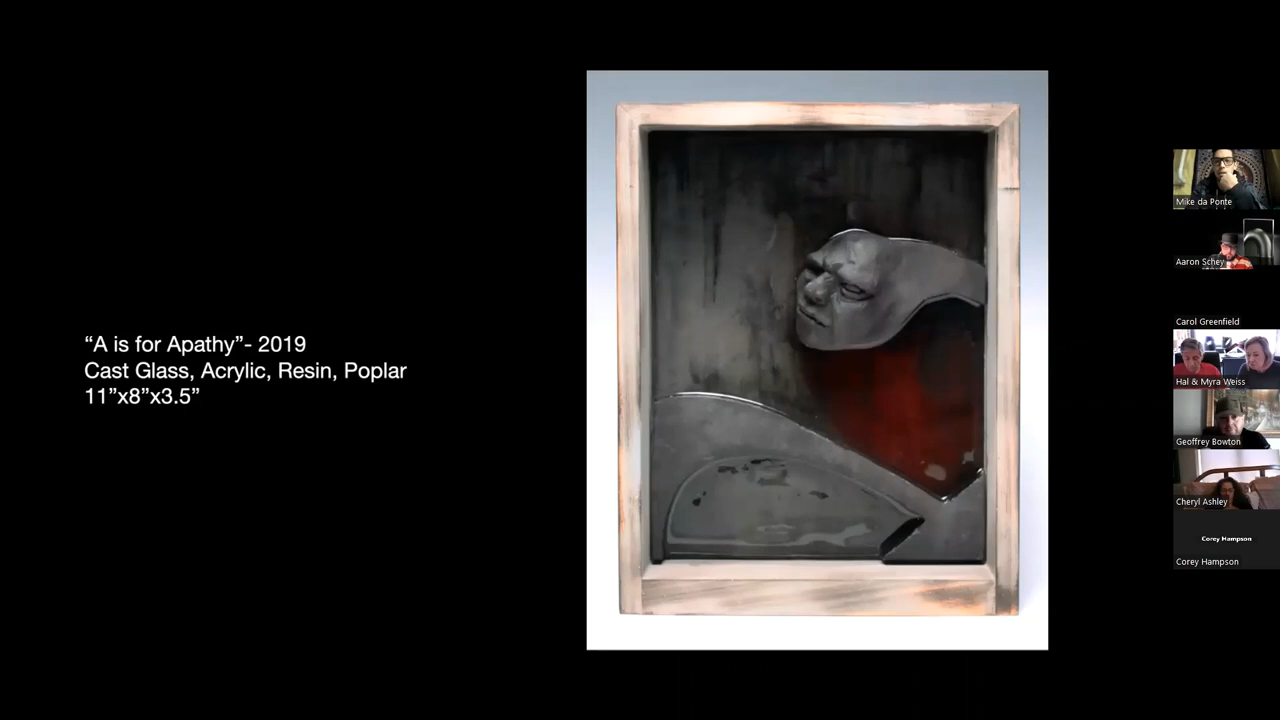 “A is for Apathy”- 2019
Cast Glass, Acrylic, Resin, Poplar
11”x8”x3.5”
Mike da Ponte
Aaron Schey
Carol Greenfield
Hal & Myra Weiss
Geoffrey Bowton
Cheryl Ashley
Corey Hampson
Corey Hampson